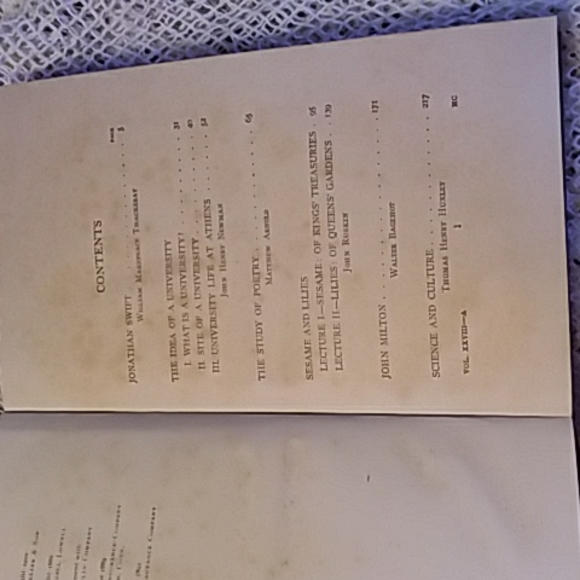 CONTENTS
PAGE
JONATHAN SWIFT . . . . . . . . 5
William Makepeace Thackeray
THE IDEA OF A UNIVERSITY
I. WHAT IS A UNIVERSITY? . . . . . . . . 31
II. SITE OF A UNIVERSITY . . . . . . . . 40
III. UNIVERSITY LIFE AT ATHENS . . . . . . . . 52
John Henry Newman
THE STUDY OF POETRY . . . . . . . . 65
Matthew Arnold
SESAME AND LILIES
LECTURE I—SESAME: OF KINGS' TREASURIES . 95
LECTURE II—LILIES: OF QUEENS' GARDENS . . 139
John Ruskin
JOHN MILTON . . . . . . . . 171
Walter Bagehot
SCIENCE AND CULTURE . . . . . . . . 217
Thomas Henry Huxley
VOL. XXVIII—A 1 HC